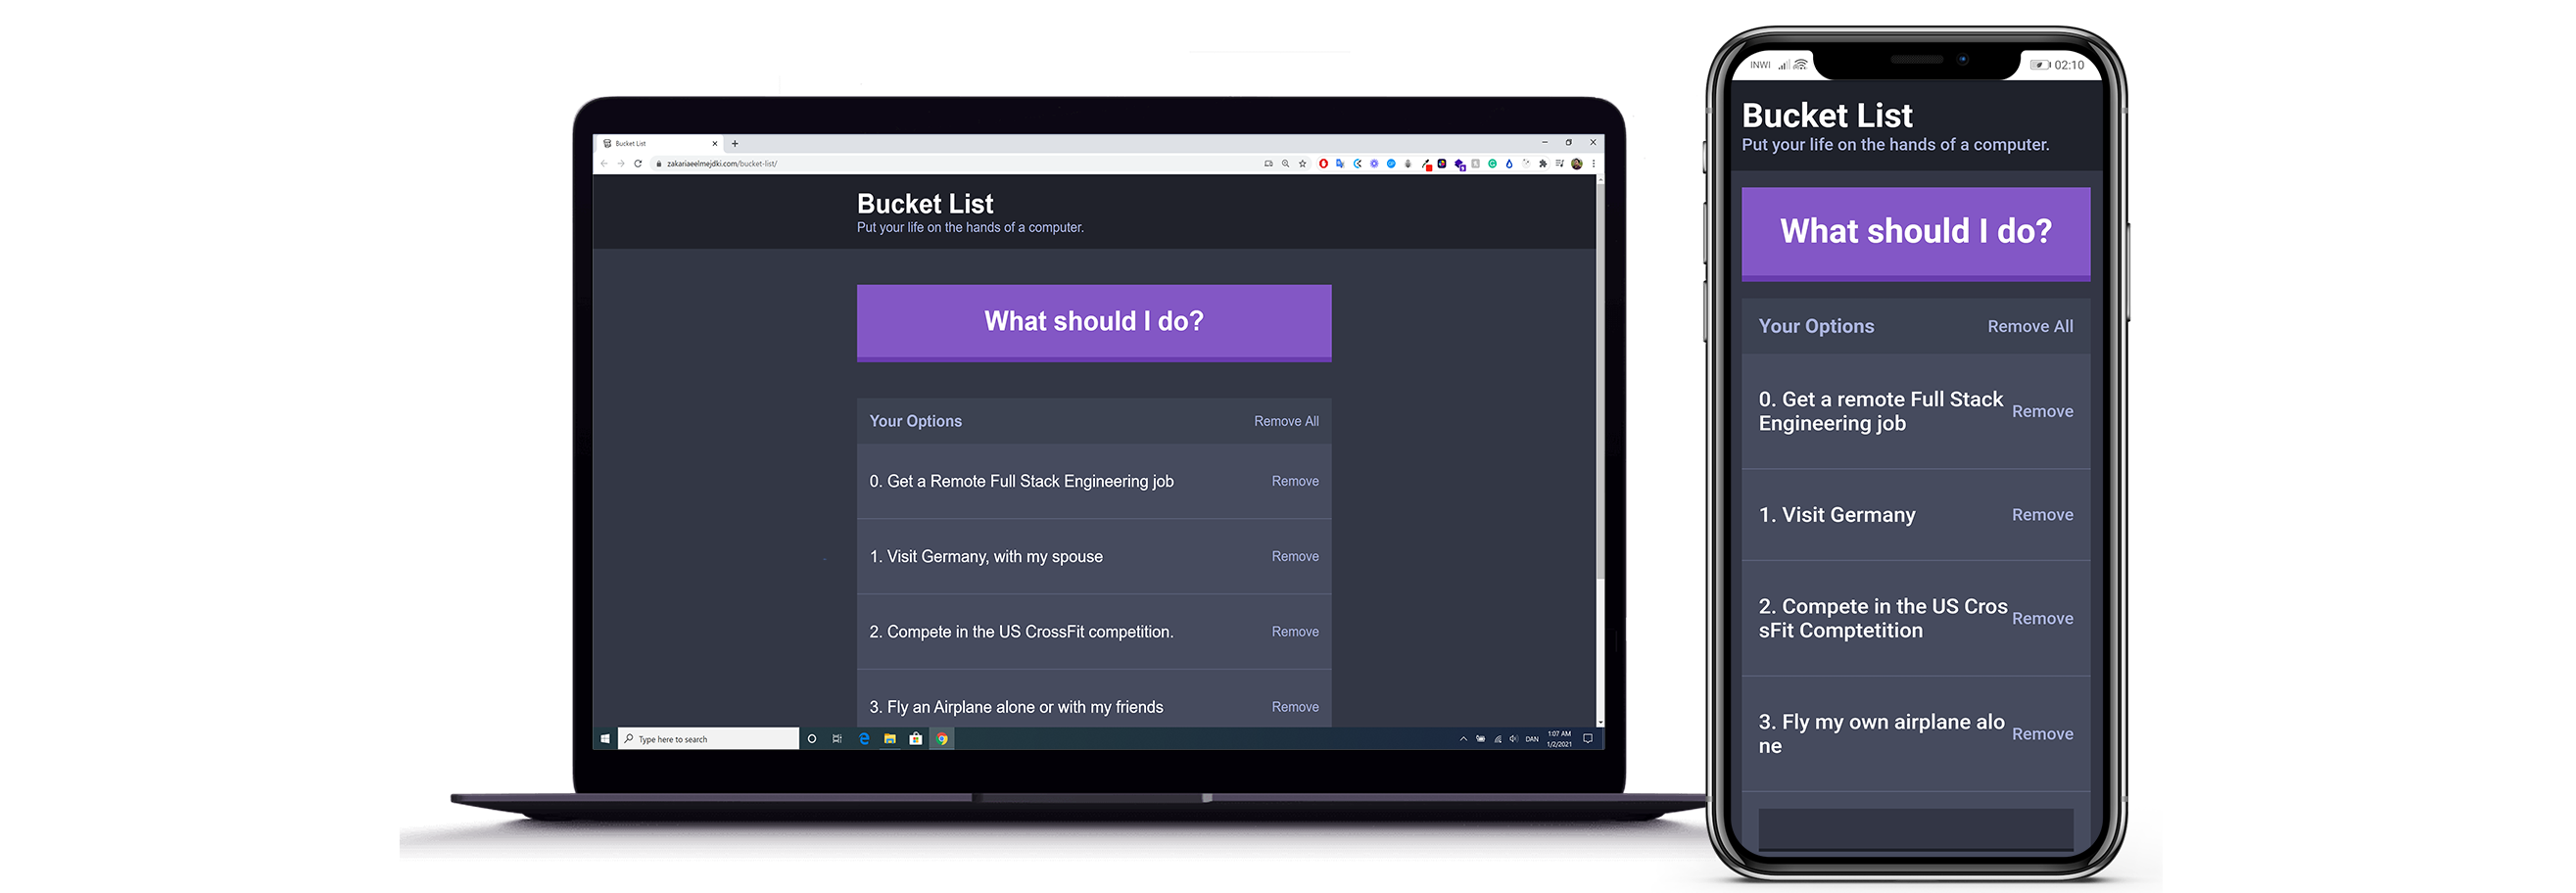 Bucket List
zakariaeelmejdki.com/bucket-list/
Bucket List
Put your life on the hands of a computer.
What should I do?
Your Options Remove All
0. Get a Remote Full Stack Engineering job Remove
1. Visit Germany, with my spouse Remove
2. Compete in the US CrossFit competition. Remove
3. Fly an Airplane alone or with my friends Remove
Type here to search
DAN
1:07 AM
1/2/2021
INWI 02:10
Bucket List
Put your life on the hands of a computer.
What should I do?
Your Options Remove All
0. Get a remote Full Stack
Engineering job Remove
1. Visit Germany Remove
2. Compete in the US Cros
sFit Comptetition Remove
3. Fly my own airplane alo
ne Remove